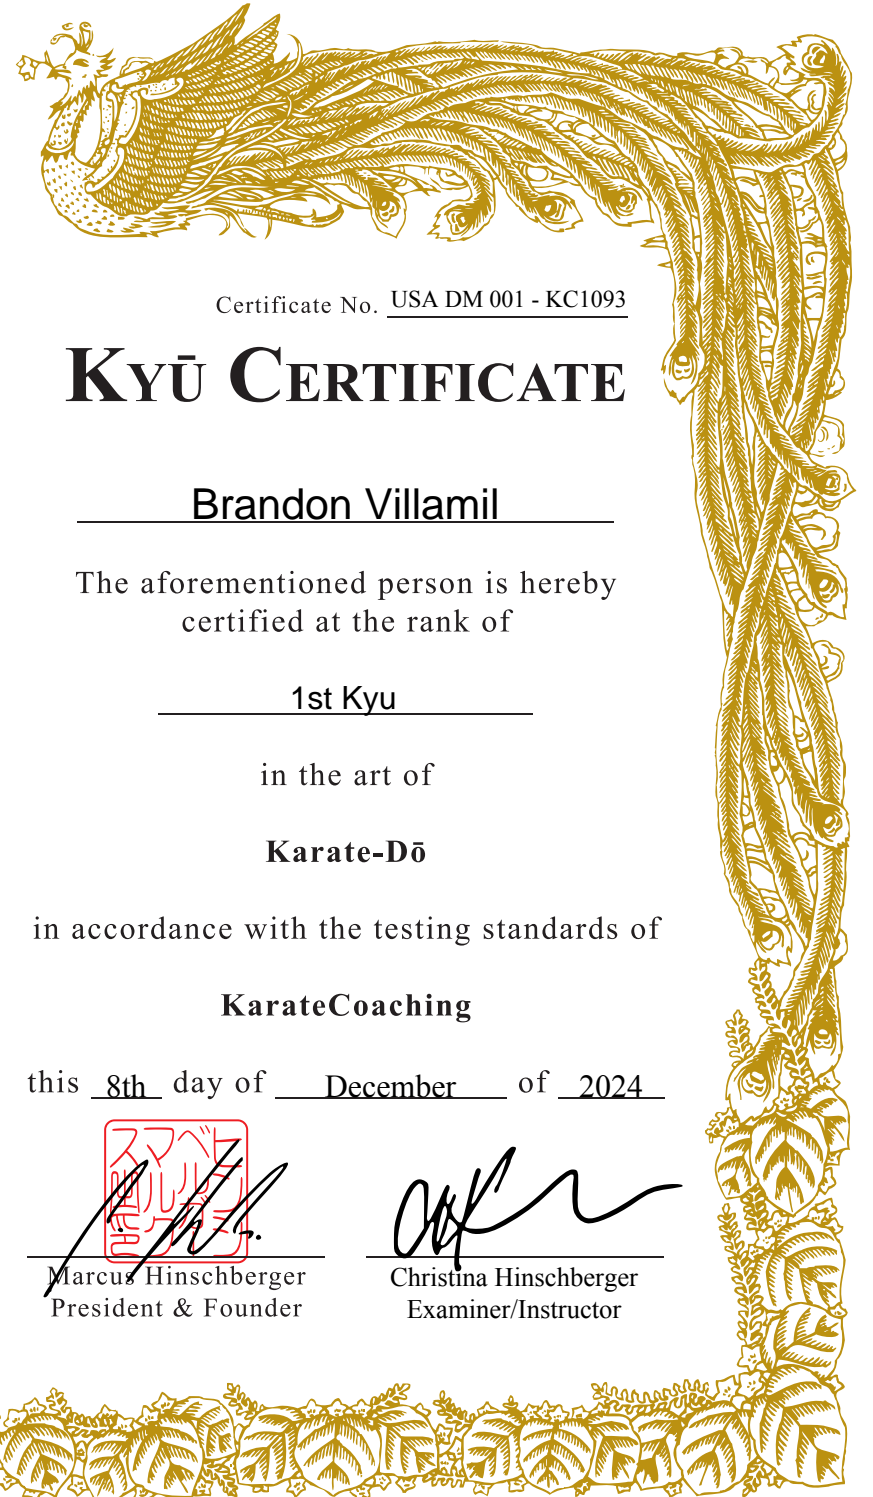 Certificate No. USA DM 001 - KC1093
KYŪ CERTIFICATE
Brandon Villamil
The aforementioned person is hereby
certified at the rank of
1st Kyu
in the art of
Karate-Dō
in accordance with the testing standards of
KarateCoaching
this 8th day of December of 2024
Marcus Hinschberger
President & Founder
Christina Hinschberger
Examiner/Instructor